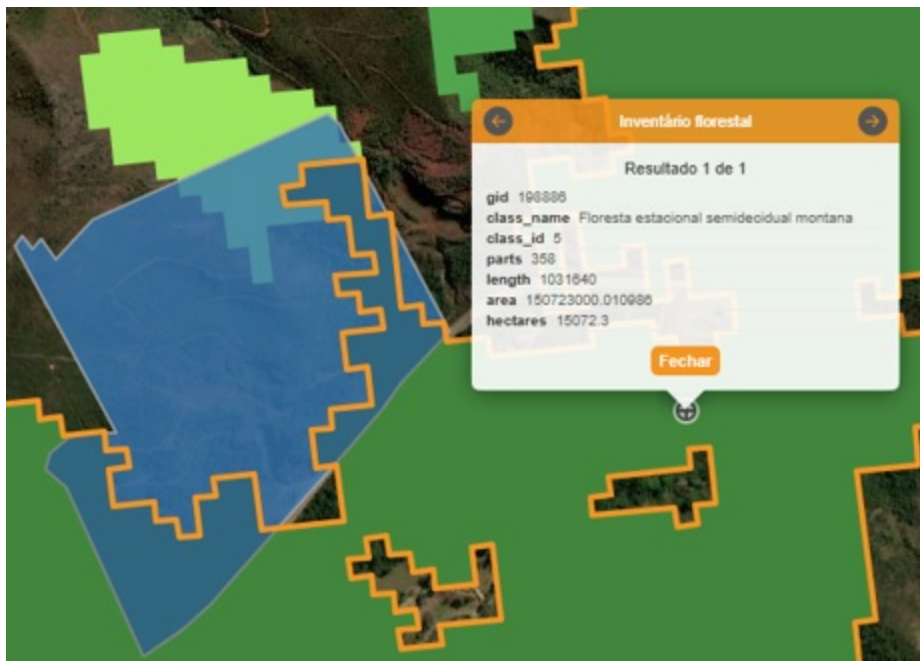 Inventário florestal
Resultado 1 de 1
gid 198886
class_name Floresta estacional semidecidual montana
class_id 5
parts 358
length 1031640
area 150723000.010986
hectares 15072.3
Fechar